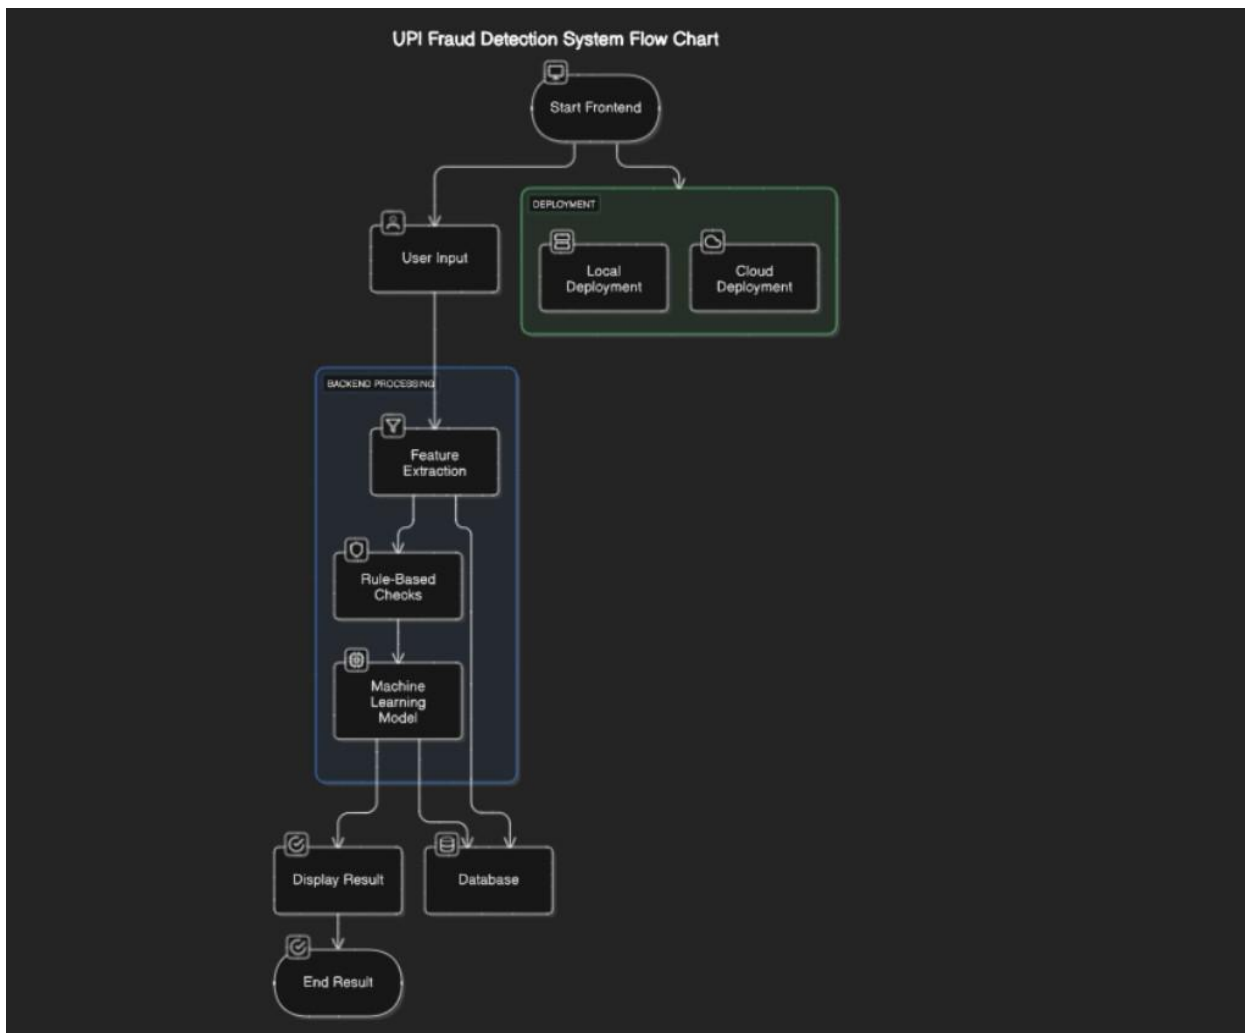 UPI Fraud Detection System Flow Chart
Start Frontend
DEPLOYMENT
User Input
Local
Deployment
Cloud
Deployment
BACKEND PROCESSING
Feature
Extraction
Rule-Based
Checks
Machine
Learning
Model
Display Result
Database
End Result